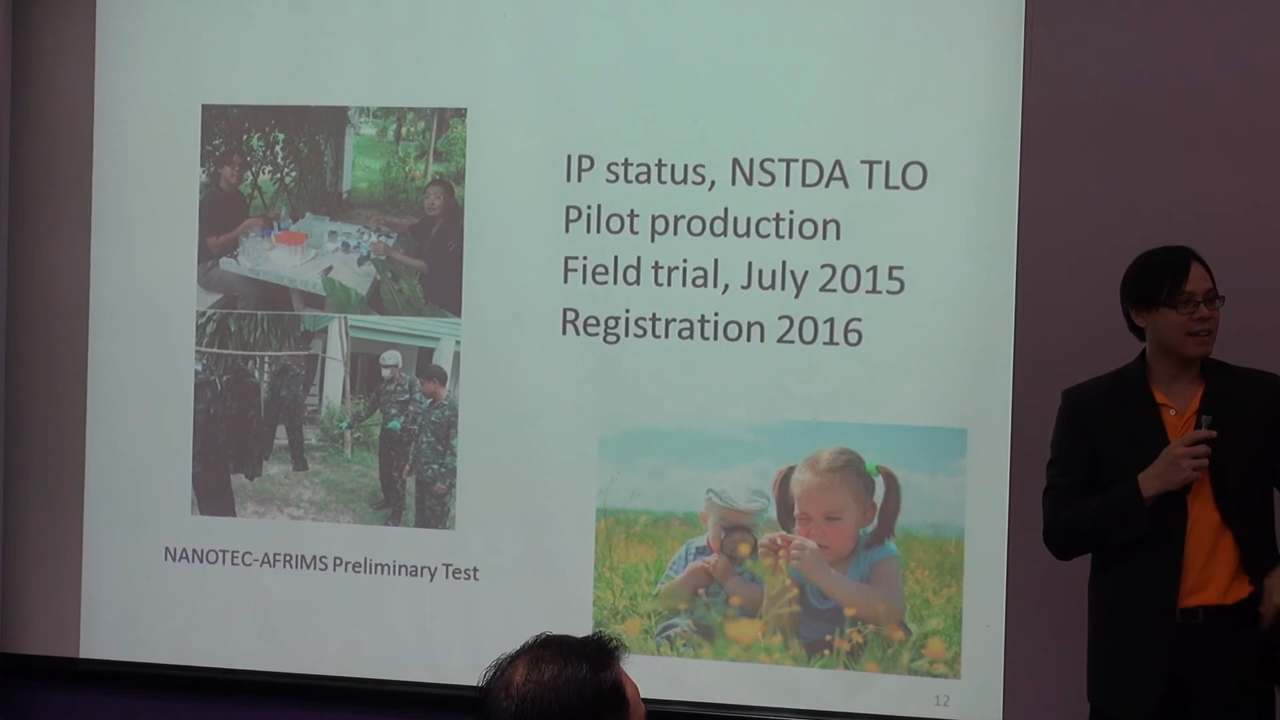 IP status, NSTDA TLO
Pilot production
Field trial, July 2015
Registration 2016
NANOTEC-AFRIMS Preliminary Test
12